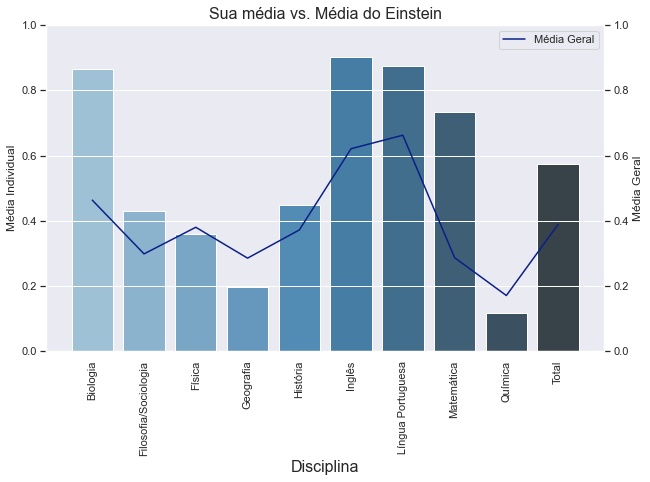 Sua média vs. Média do Einstein
Média Geral
Média Individual
1.0
0.8
0.6
0.4
0.2
0.0
1.0
0.8
0.6
0.4
0.2
0.0
Média Geral
Biologia
Filosofia/Sociologia
Física
Geografia
História
Inglês
Língua Portuguesa
Matemática
Química
Total
Disciplina